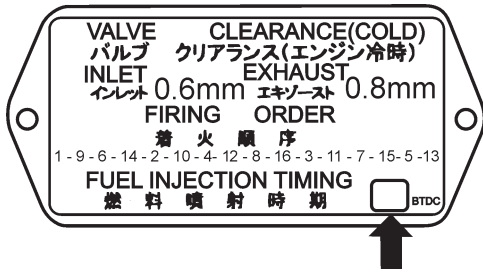 VALVE CLEARANCE(COLD)
バルブ クリアランス(エンジン冷時)
INLET EXHAUST
インレット 0.6mm エキゾースト 0.8mm
FIRING ORDER
着火順序
1 - 9 - 6 - 14 - 2 - 10 - 4- 12 - 8 - 16 - 3 - 11 - 7 - 15- 5 -13
FUEL INJECTION TIMING
燃料噴射時期 BTDC